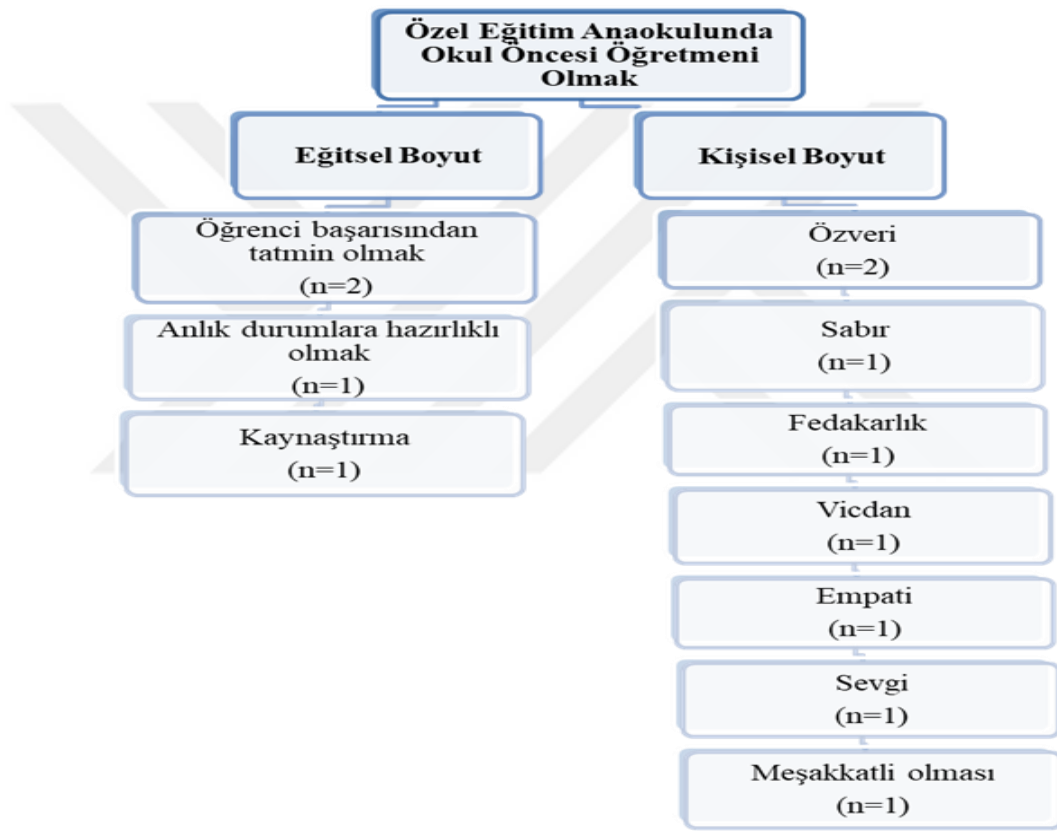 Özel Eğitim Anaokulunda
Okul Öncesi Öğretmeni
Olmak
Eğitsel Boyut
Öğrenci başarısından
tatmin olmak
(n=2)
Anlık durumlara hazırlıklı
olmak
(n=1)
Kaynaştırma
(n=1)
Kişisel Boyut
Özveri
(n=2)
Sabır
(n=1)
Fedakarlık
(n=1)
Vicdan
(n=1)
Empati
(n=1)
Sevgi
(n=1)
Meşakkatli olması
(n=1)